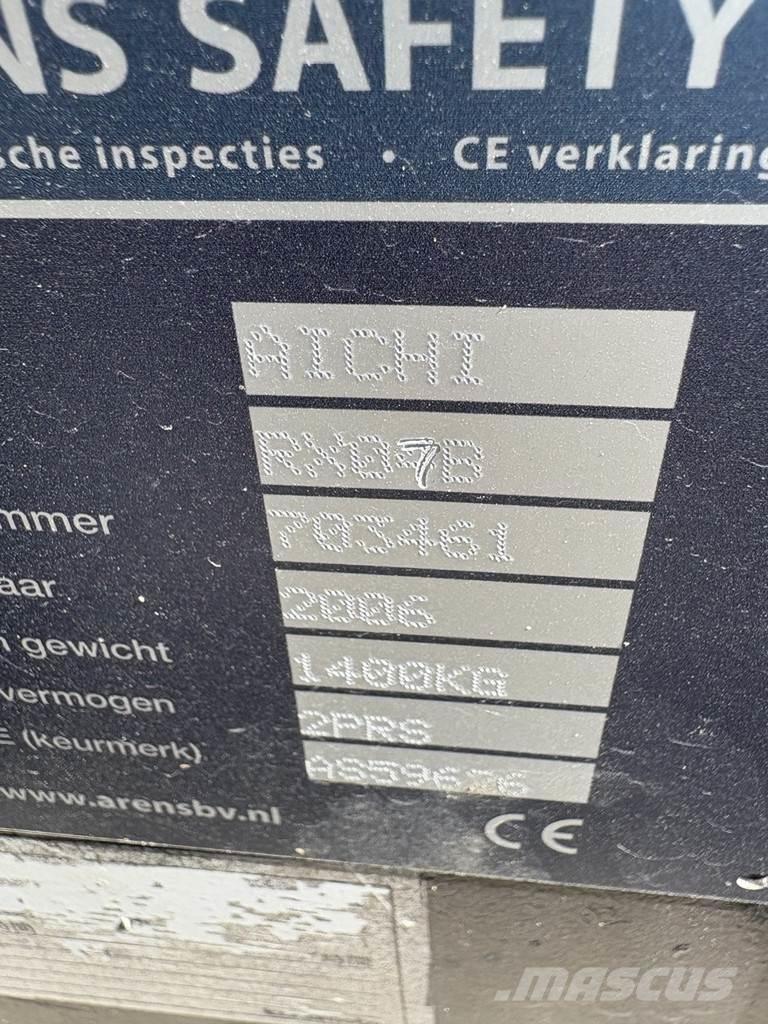 NS SAFETY
sche inspecties • CE verklaring
AICHI
RX07B
mmer 703461
aar 2006
n gewicht 1400KG
vermogen 2PRS
E (keurmerk) AS59676
www.arensbv.nl CE
MASCUS